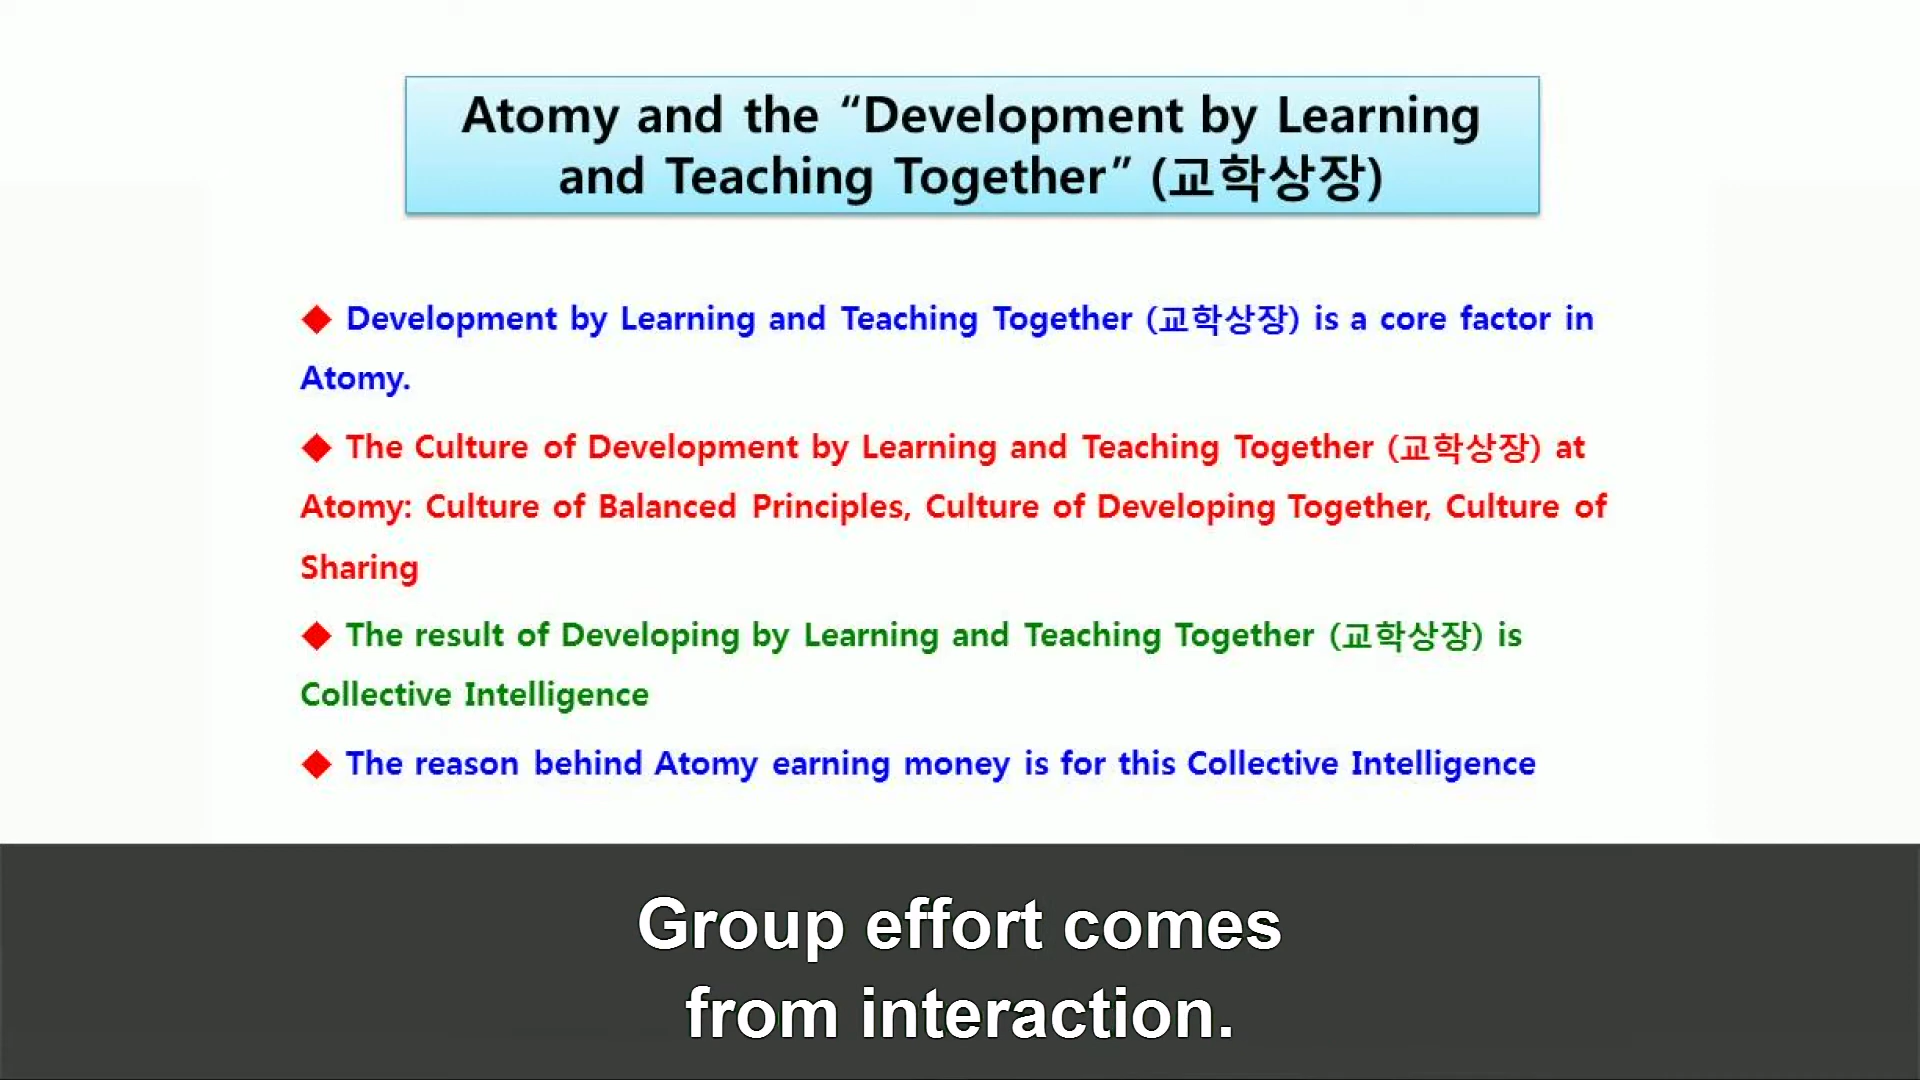 Atomy and the “Development by Learning
and Teaching Together” (교학상장)
◆ Development by Learning and Teaching Together (교학상장) is a core factor in
Atomy.
◆ The Culture of Development by Learning and Teaching Together (교학상장) at
Atomy: Culture of Balanced Principles, Culture of Developing Together, Culture of
Sharing
◆ The result of Developing by Learning and Teaching Together (교학상장) is
Collective Intelligence
◆ The reason behind Atomy earning money is for this Collective Intelligence
Group effort comes
from interaction.